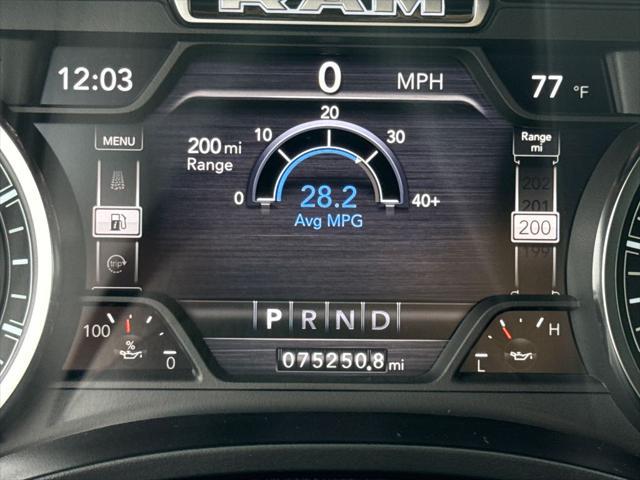 RAM
12:03
0 MPH
77 °F
MENU
200 mi
Range
0
10
20
30
40+
28.2
Avg MPG
Range
mi
202
201
200
199
trip
P R N D
100
%
0
075250.8 mi
L
H